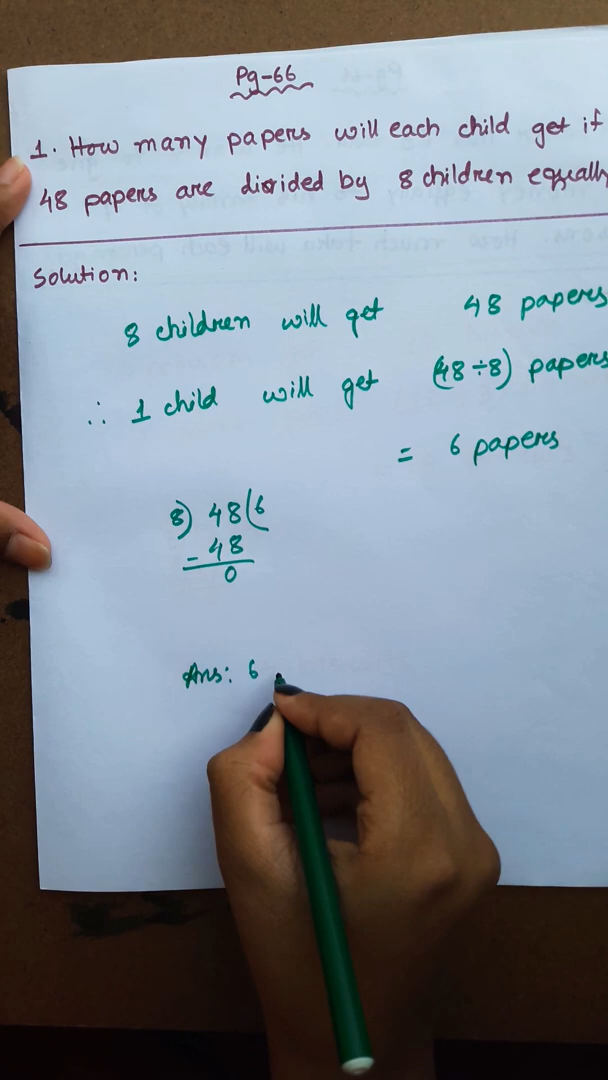 Pg-66
1. How many papers will each child get if
48 papers are divided by 8 children equally
Solution:
8 children will get 48 papers
∴ 1 child will get (48 ÷ 8) papers
= 6 papers
8) 48 (6
- 48
0
Ans: 6